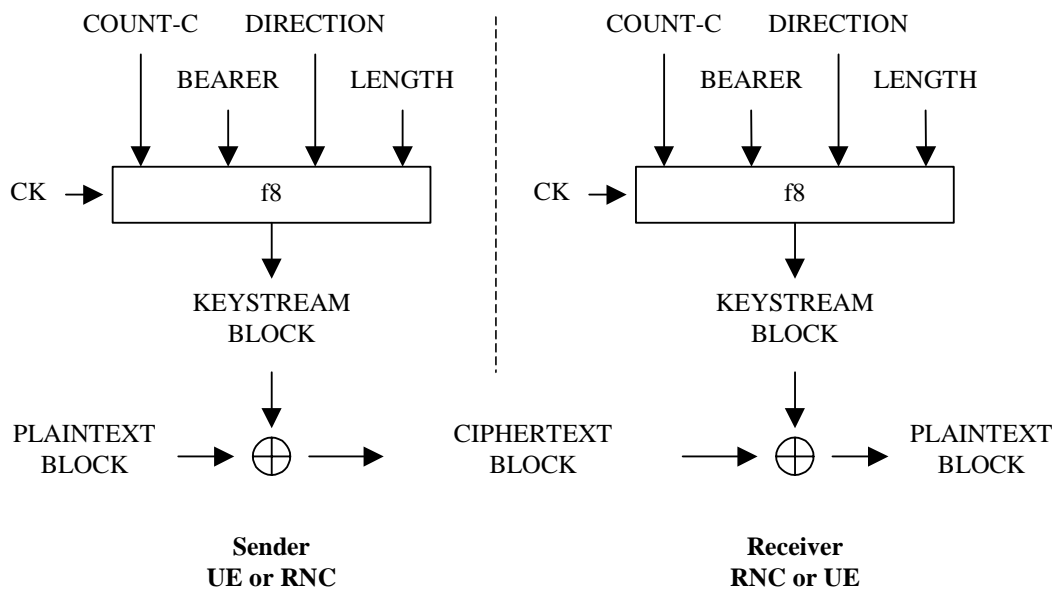 COUNT-C DIRECTION
BEARER LENGTH
CK f8
KEYSTREAM
BLOCK
PLAINTEXT
BLOCK
Sender
UE or RNC
COUNT-C DIRECTION
BEARER LENGTH
CK f8
KEYSTREAM
BLOCK
CIPHERTEXT
BLOCK
PLAINTEXT
BLOCK
Receiver
RNC or UE